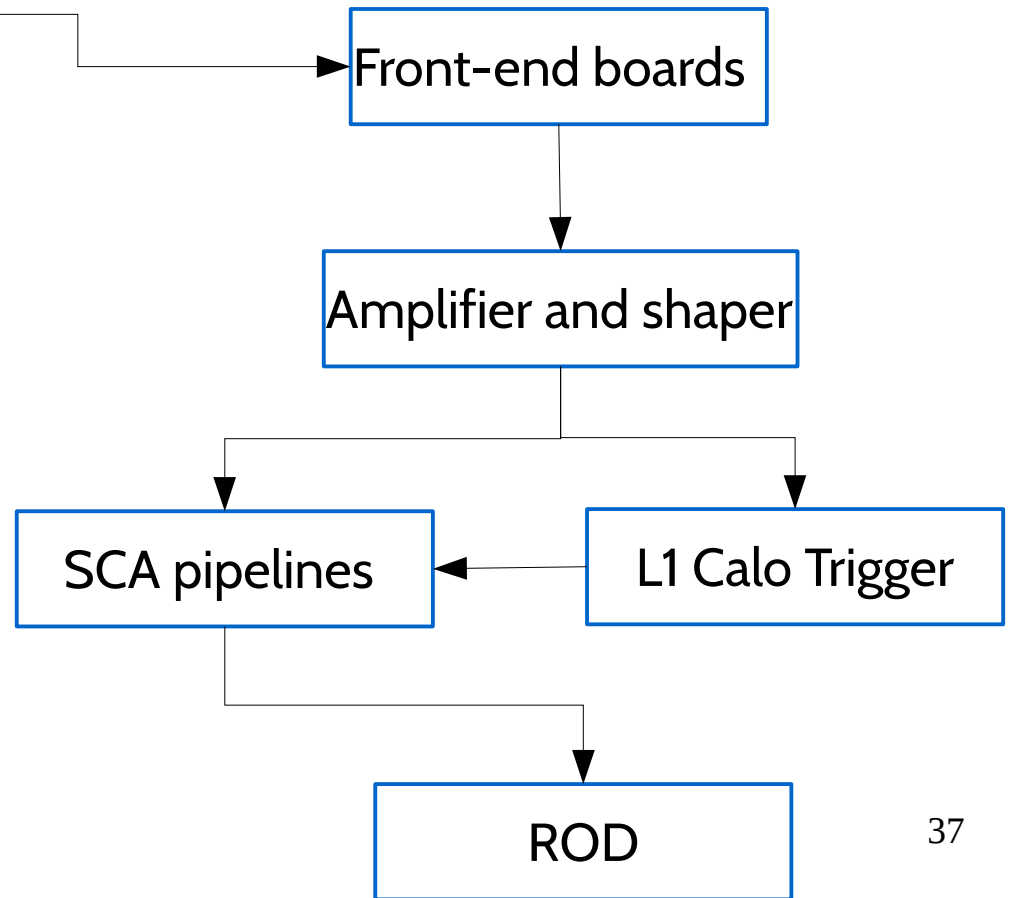 Front-end boards
Amplifier and shaper
SCA pipelines
L1 Calo Trigger
ROD
37